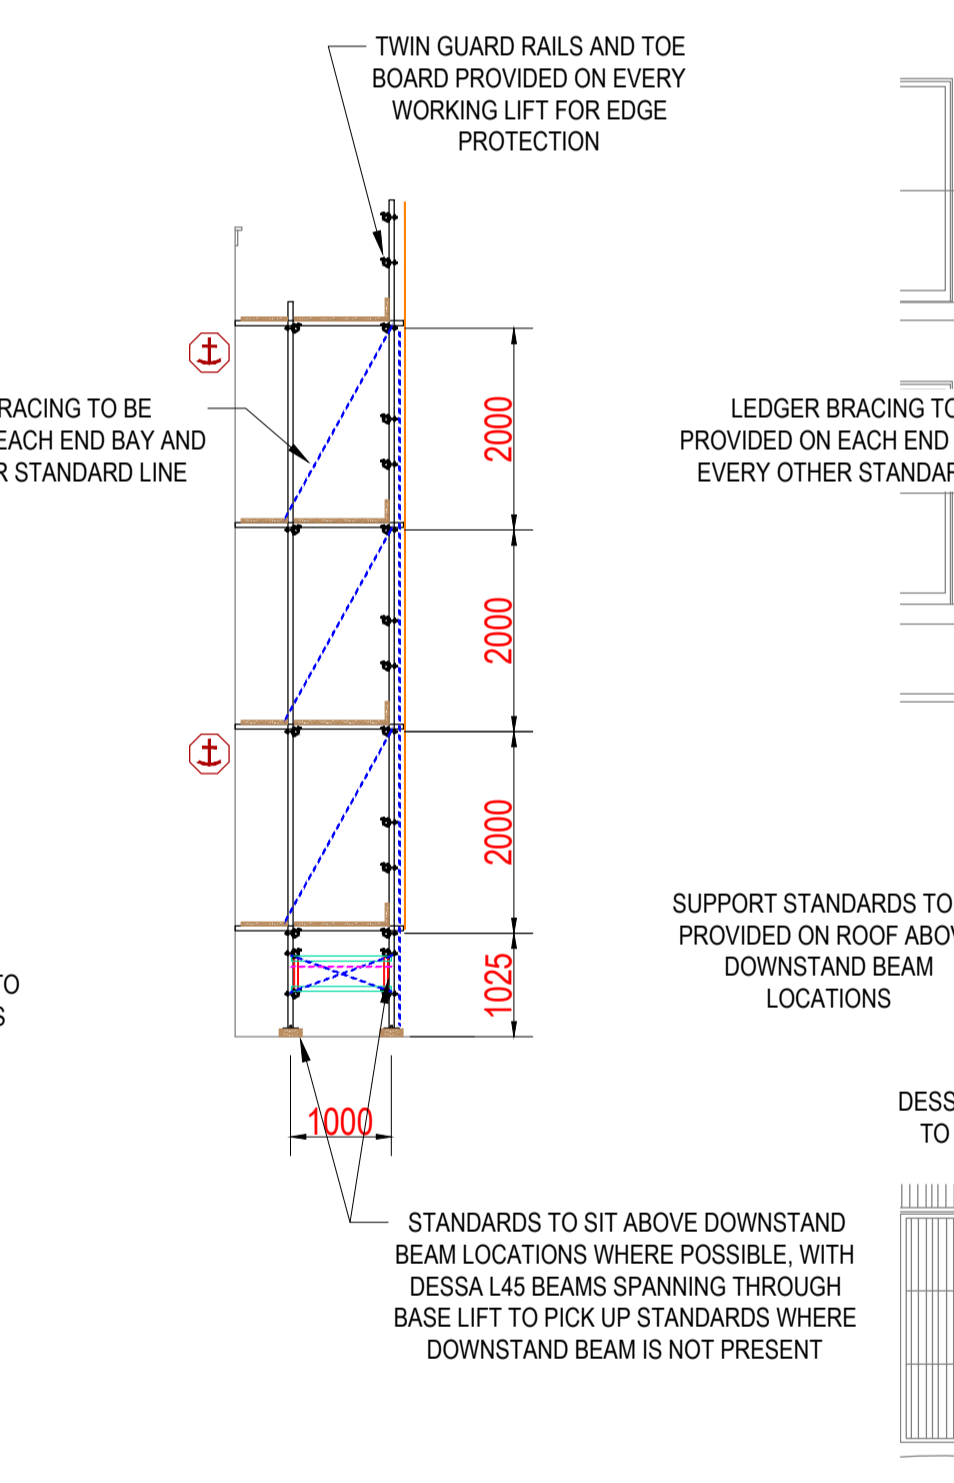 TWIN GUARD RAILS AND TOE
BOARD PROVIDED ON EVERY
WORKING LIFT FOR EDGE
PROTECTION
RACING TO BE
EACH END BAY AND
R STANDARD LINE
2000
2000
2000
1025
1000
LEDGER BRACING TO
PROVIDED ON EACH END
EVERY OTHER STANDAR
SUPPORT STANDARDS TO
PROVIDED ON ROOF ABOV
DOWNSTAND BEAM
LOCATIONS
TO
S
DESS
TO
STANDARDS TO SIT ABOVE DOWNSTAND
BEAM LOCATIONS WHERE POSSIBLE, WITH
DESSA L45 BEAMS SPANNING THROUGH
BASE LIFT TO PICK UP STANDARDS WHERE
DOWNSTAND BEAM IS NOT PRESENT